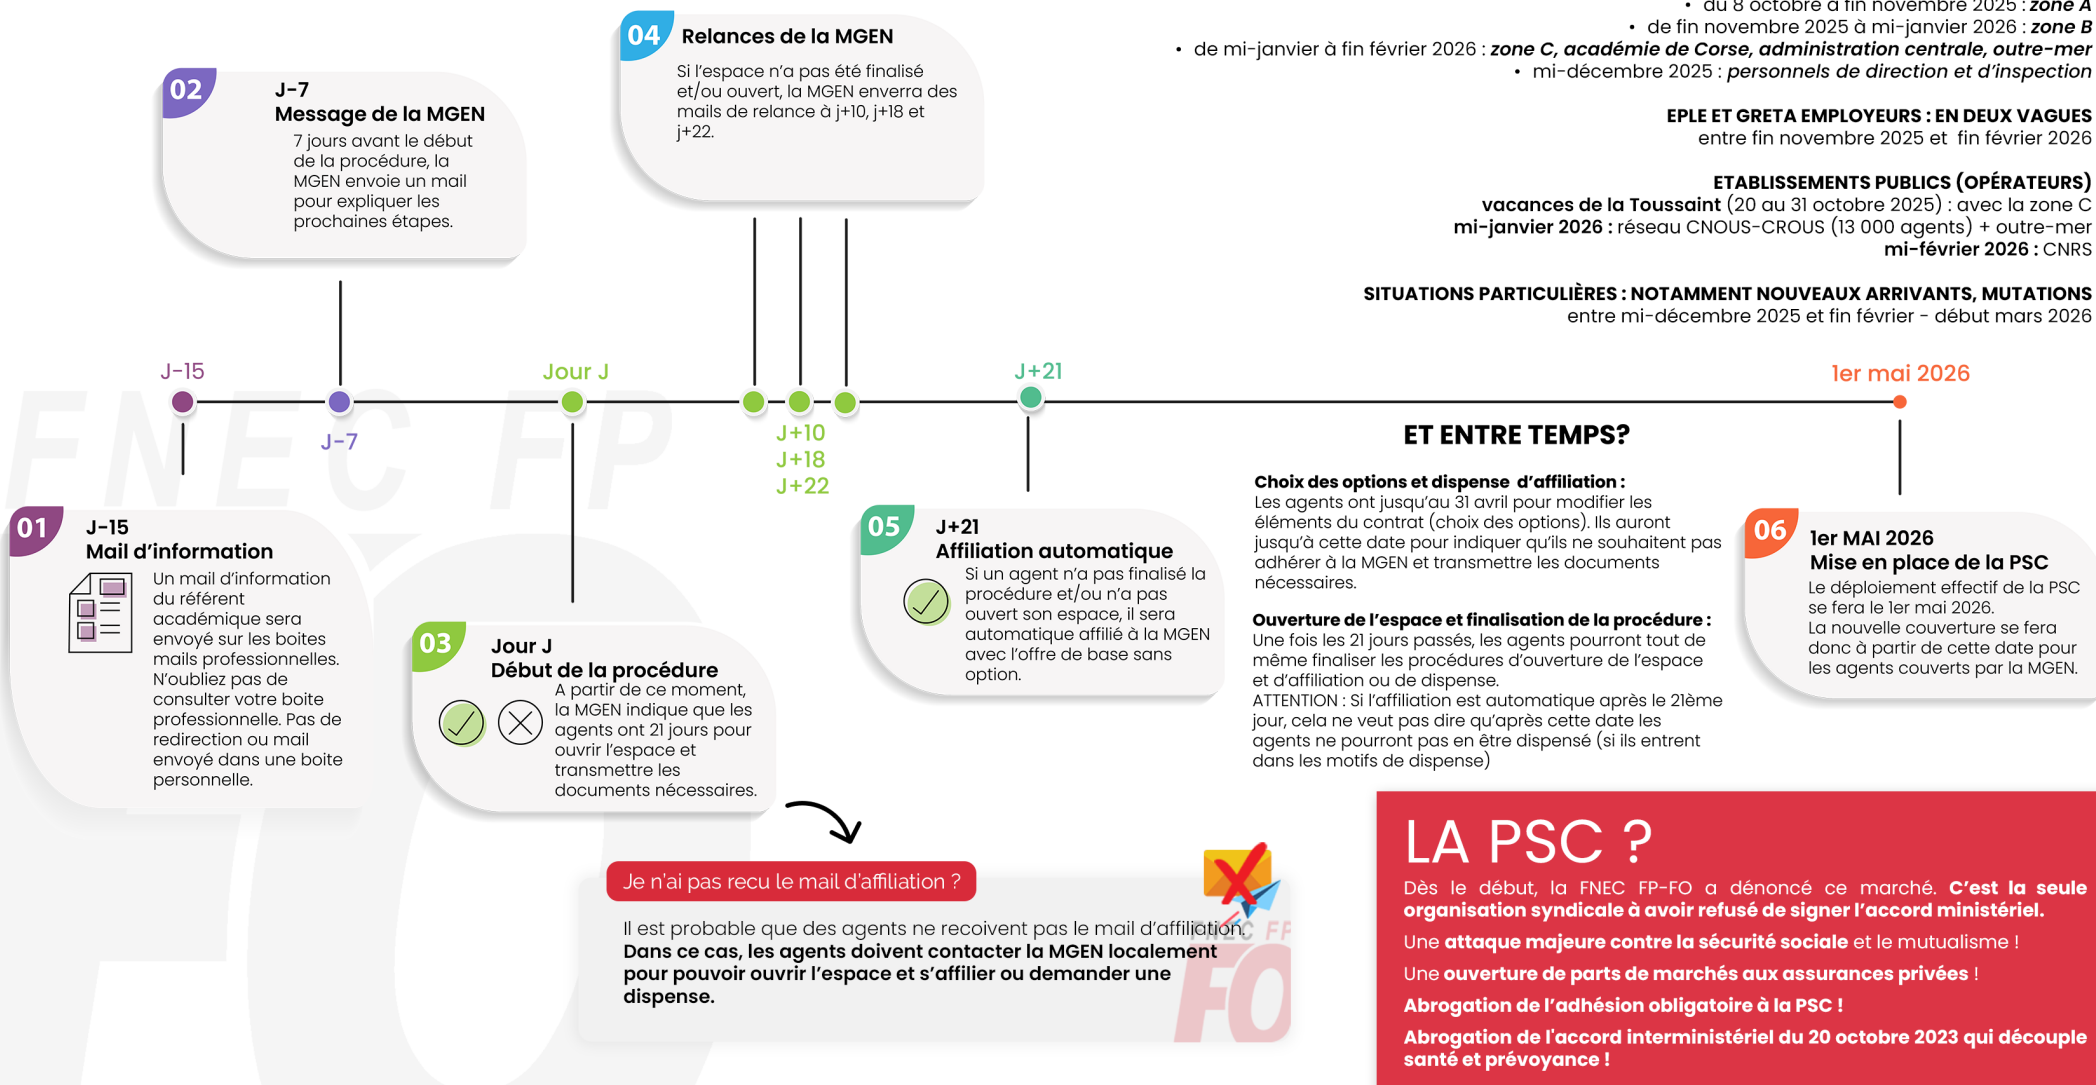 • du 8 octobre à fin novembre 2025 : zone A
• de fin novembre 2025 à mi-janvier 2026 : zone B
• de mi-janvier à fin février 2026 : zone C, académie de Corse, administration centrale, outre-mer
• mi-décembre 2025 : personnels de direction et d'inspection
EPLE ET GRETA EMPLOYEURS : EN DEUX VAGUES
entre fin novembre 2025 et fin février 2026
ETABLISSEMENTS PUBLICS (OPÉRATEURS)
vacances de la Toussaint (20 au 31 octobre 2025) : avec la zone C
mi-janvier 2026 : réseau CNOUS-CROUS (13 000 agents) + outre-mer
mi-février 2026 : CNRS
SITUATIONS PARTICULIÈRES : NOTAMMENT NOUVEAUX ARRIVANTS, MUTATIONS
entre mi-décembre 2025 et fin février - début mars 2026
02
J-7
Message de la MGEN
7 jours avant le début
de la procédure, la
MGEN envoie un mail
pour expliquer les
prochaines étapes.
04
Relances de la MGEN
Si l'espace n'a pas été finalisé
et/ou ouvert, la MGEN enverra des
mails de relance à j+10, j+18 et
j+22.
J-15
J-7
Jour J
J+10
J+18
J+22
J+21
1er mai 2026
FNEC FP
FO
01
J-15
Mail d'information
Un mail d'information
du référent
académique sera
envoyé sur les boites
mails professionnelles.
N'oubliez pas de
consulter votre boite
professionnelle. Pas de
redirection ou mail
envoyé dans une boite
personnelle.
03
Jour J
Début de la procédure
A partir de ce moment,
la MGEN indique que les
agents ont 21 jours pour
ouvrir l'espace et
transmettre les
documents nécessaires.
05
J+21
Affiliation automatique
Si un agent n'a pas finalisé la
procédure et/ou n'a pas
ouvert son espace, il sera
automatique affilié à la MGEN
avec l'offre de base sans
option.
ET ENTRE TEMPS?
Choix des options et dispense d'affiliation :
Les agents ont jusqu'au 31 avril pour modifier les
éléments du contrat (choix des options). Ils auront
jusqu'à cette date pour indiquer qu'ils ne souhaitent pas
adhérer à la MGEN et transmettre les documents
nécessaires.
Ouverture de l'espace et finalisation de la procédure :
Une fois les 21 jours passés, les agents pourront tout de
même finaliser les procédures d'ouverture de l'espace
et d'affiliation ou de dispense.
ATTENTION : Si l'affiliation est automatique après le 21ème
jour, cela ne veut pas dire qu'après cette date les
agents ne pourront pas en être dispensé (si ils entrent
dans les motifs de dispense)
06
1er MAI 2026
Mise en place de la PSC
Le déploiement effectif de la PSC
se fera le 1er mai 2026.
La nouvelle couverture se fera
donc à partir de cette date pour
les agents couverts par la MGEN.
Je n'ai pas recu le mail d'affiliation ?
Il est probable que des agents ne recoivent pas le mail d'affiliction.
Dans ce cas, les agents doivent contacter la MGEN localement
pour pouvoir ouvrir l'espace et s'affilier ou demander une
dispense.
FNEC FP
FO
LA PSC ?
Dès le début, la FNEC FP-FO a dénoncé ce marché. C'est la seule
organisation syndicale à avoir refusé de signer l'accord ministériel.
Une attaque majeure contre la sécurité sociale et le mutualisme !
Une ouverture de parts de marchés aux assurances privées !
Abrogation de l'adhésion obligatoire à la PSC !
Abrogation de l'accord interministériel du 20 octobre 2023 qui découple
santé et prévoyance !